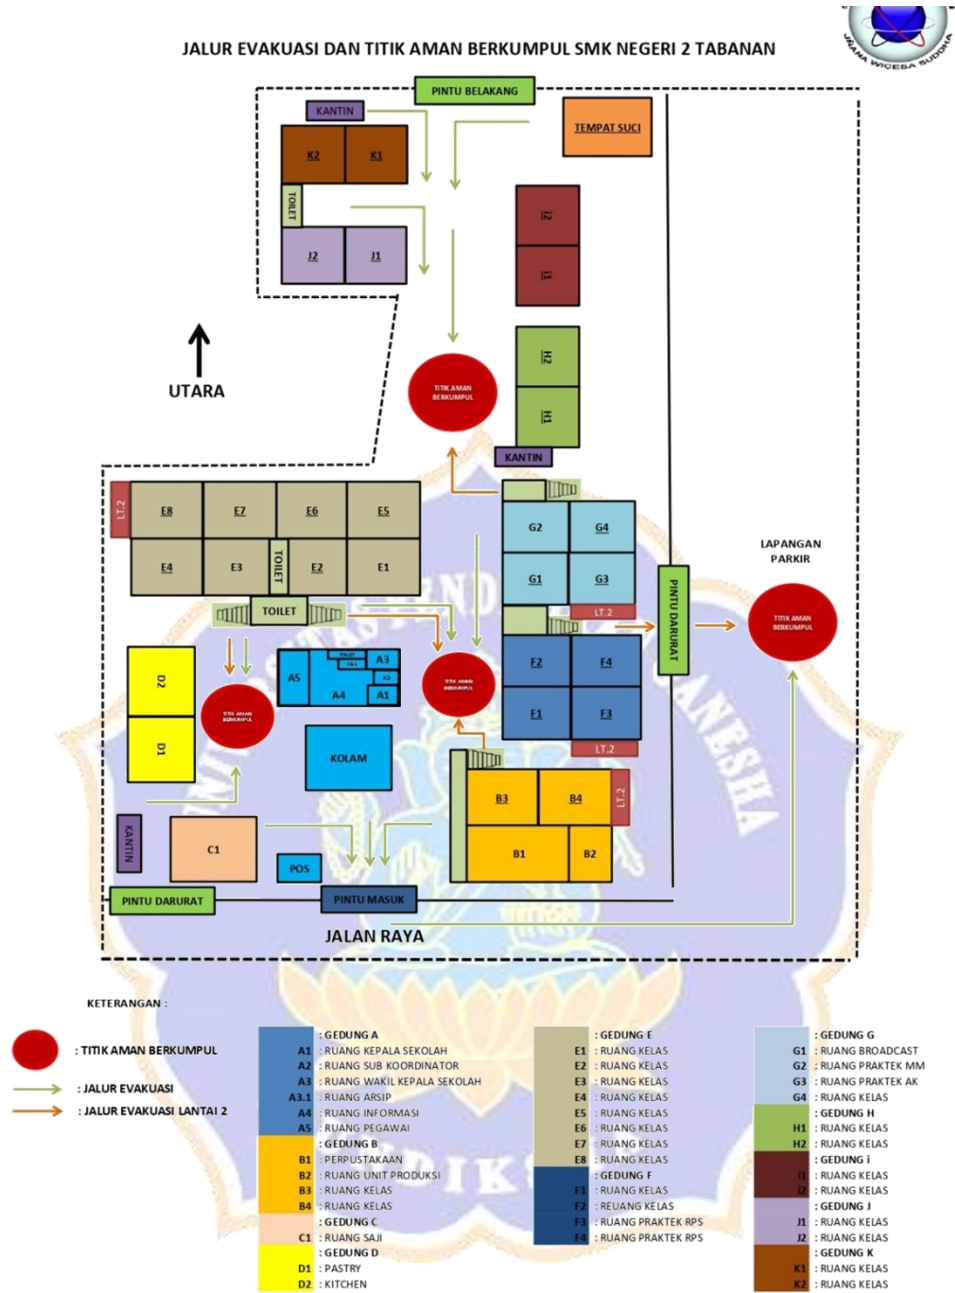 JALUR EVAKUASI DAN TITIK AMAN BERKUMPUL SMK NEGERI 2 TABANAN
JÑANA WIÇESA SUDDHA
PINTU BELAKANG
KANTIN
TEMPAT SUCI
K2 K1
TOILET
J2 J1
i2
i1
UTARA
H2
H1
TITIK AMAN
BERKUMPUL
KANTIN
LT.2
E8 E7 E6 E5
E4 E3 TOILET E2 E1
TOILET
G2 G4
G1 G3
LT.2
LAPANGAN
PARKIR
PINTU DARURAT
TITIK AMAN
BERKUMPUL
F2 F4
F1 F3
LT.2
D2
D1
TITIK AMAN
BERKUMPUL
A5 A4 TOILET A3.1 A3 A2 A1
TITIK AMAN
BERKUMPUL
KOLAM
B3 B4 LT.2
B1 B2
KANTIN
C1
POS
PINTU DARURAT
PINTU MASUK
JALAN RAYA
UNIVERSITAS PENDIDIKAN GANESHA
UNDIKSHA
KETERANGAN :
: TITIK AMAN BERKUMPUL
: JALUR EVAKUASI
: JALUR EVAKUASI LANTAI 2
: GEDUNG A
A1 : RUANG KEPALA SEKOLAH
A2 : RUANG SUB KOORDINATOR
A3 : RUANG WAKIL KEPALA SEKOLAH
A3.1 : RUANG ARSIP
A4 : RUANG INFORMASI
A5 : RUANG PEGAWAI
: GEDUNG B
B1 : PERPUSTAKAAN
B2 : RUANG UNIT PRODUKSI
B3 : RUANG KELAS
B4 : RUANG KELAS
: GEDUNG C
C1 : RUANG SAJI
: GEDUNG D
D1 : PASTRY
D2 : KITCHEN
: GEDUNG E
E1 : RUANG KELAS
E2 : RUANG KELAS
E3 : RUANG KELAS
E4 : RUANG KELAS
E5 : RUANG KELAS
E6 : RUANG KELAS
E7 : RUANG KELAS
E8 : RUANG KELAS
: GEDUNG F
F1 : RUANG KELAS
F2 : REUANG KELAS
F3 : RUANG PRAKTEK RPS
F4 : RUANG PRAKTEK RPS
: GEDUNG G
G1 : RUANG BROADCAST
G2 : RUANG PRAKTEK MM
G3 : RUANG PRAKTEK AK
G4 : RUANG KELAS
: GEDUNG H
H1 : RUANG KELAS
H2 : RUANG KELAS
: GEDUNG i
i1 : RUANG KELAS
i2 : RUANG KELAS
: GEDUNG J
J1 : RUANG KELAS
J2 : RUANG KELAS
: GEDUNG K
K1 : RUANG KELAS
K2 : RUANG KELAS